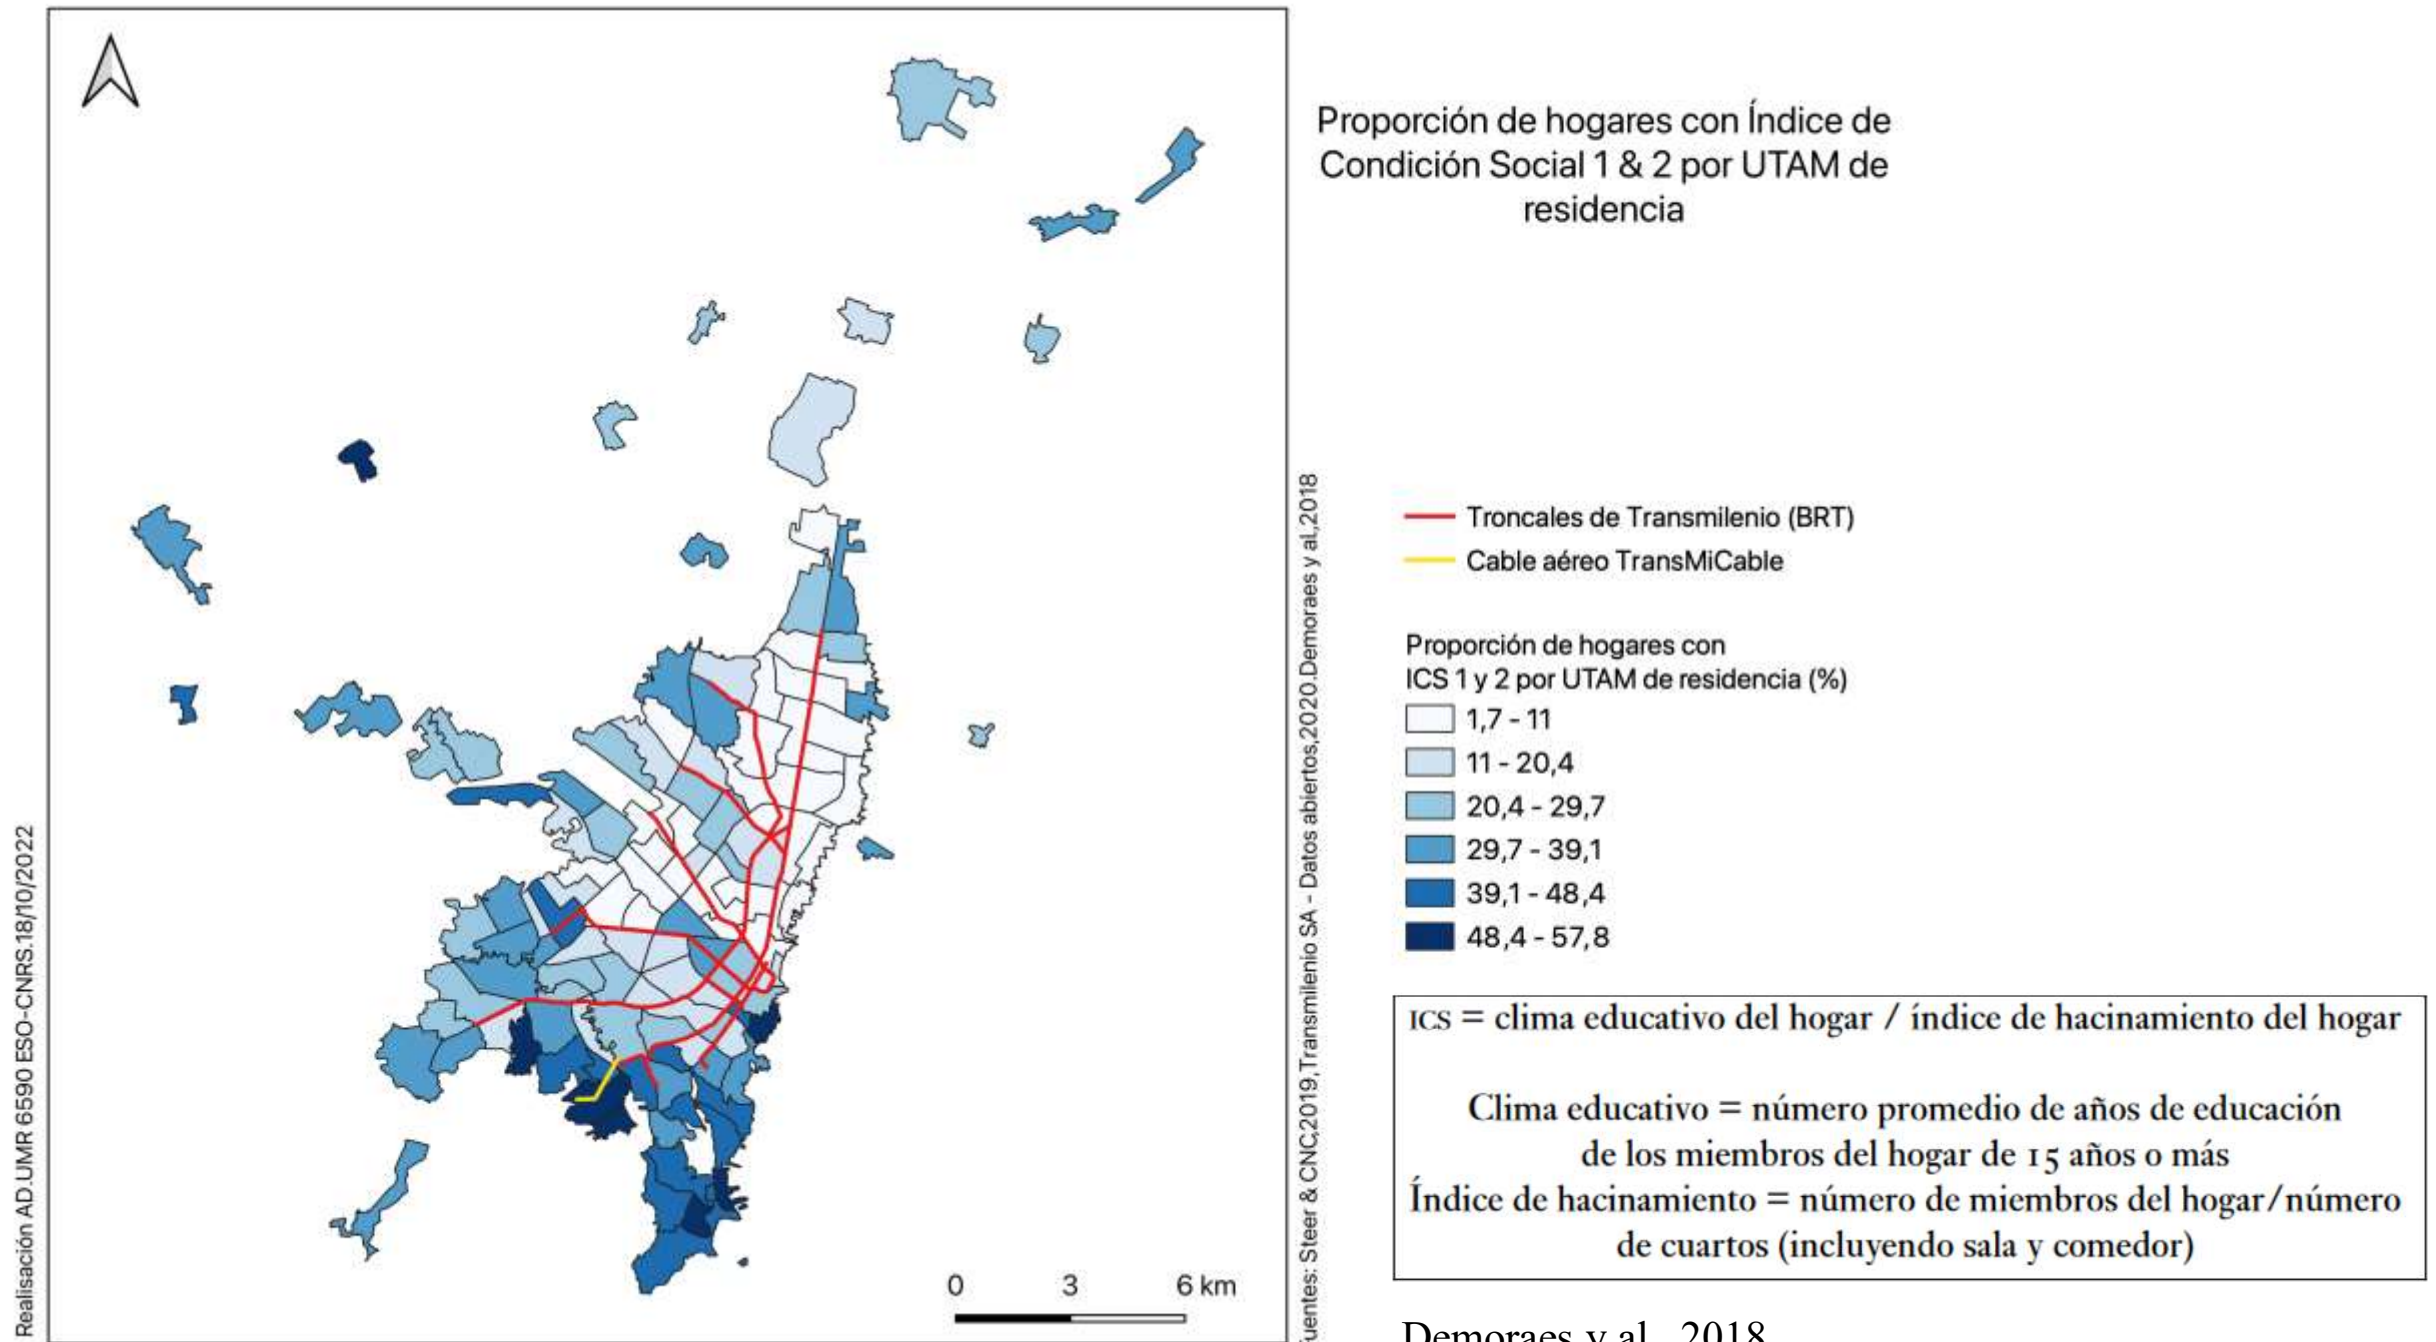 Proporción de hogares con Índice de
Condición Social 1 & 2 por UTAM de
residencia
Troncales de Transmilenio (BRT)
Cable aéreo TransMiCable
Proporción de hogares con
ICS 1 y 2 por UTAM de residencia (%)
1,7 - 11
11 - 20,4
20,4 - 29,7
29,7 - 39,1
39,1 - 48,4
48,4 - 57,8
ICS = clima educativo del hogar / índice de hacinamiento del hogar
Clima educativo = número promedio de años de educación
de los miembros del hogar de 15 años o más
Índice de hacinamiento = número de miembros del hogar/número
de cuartos (incluyendo sala y comedor)
Demoraes y al., 2018
0 3 6 km
Realisación AD.UMR 6590 ESO-CNRS.18/10/2022
Fuentes: Steer & CNC,2019,Transmilenio SA - Datos abiertos,2020.Demoraes y al,2018